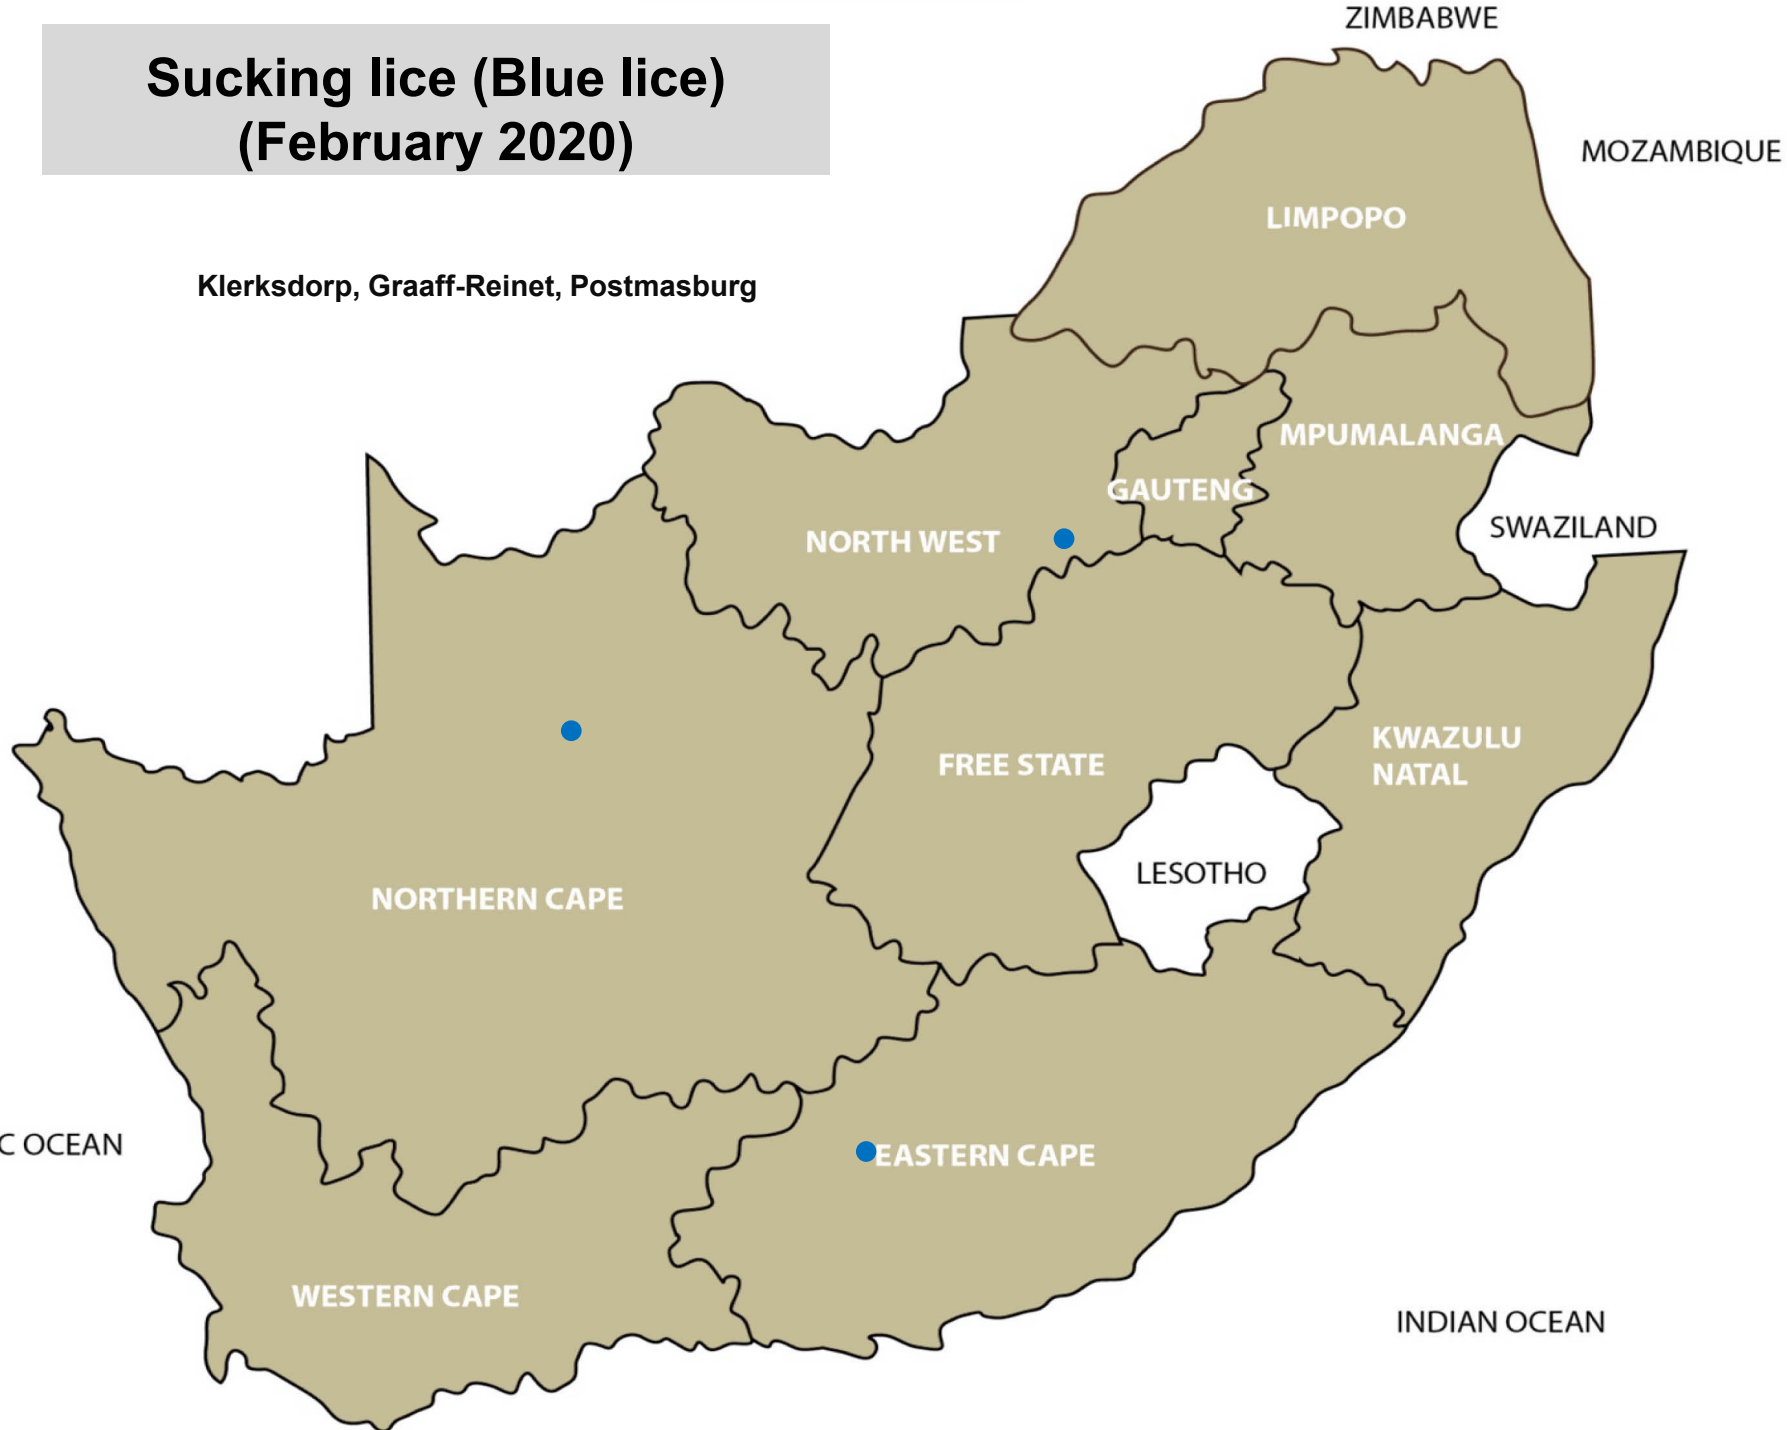 Sucking lice (Blue lice)
(February 2020)
Klerksdorp, Graaff-Reinet, Postmasburg
ZIMBABWE
MOZAMBIQUE
LIMPOPO
MPUMALANGA
GAUTENG
NORTH WEST
SWAZILAND
KWAZULU
NATAL
FREE STATE
LESOTHO
NORTHERN CAPE
C OCEAN
EASTERN CAPE
WESTERN CAPE
INDIAN OCEAN